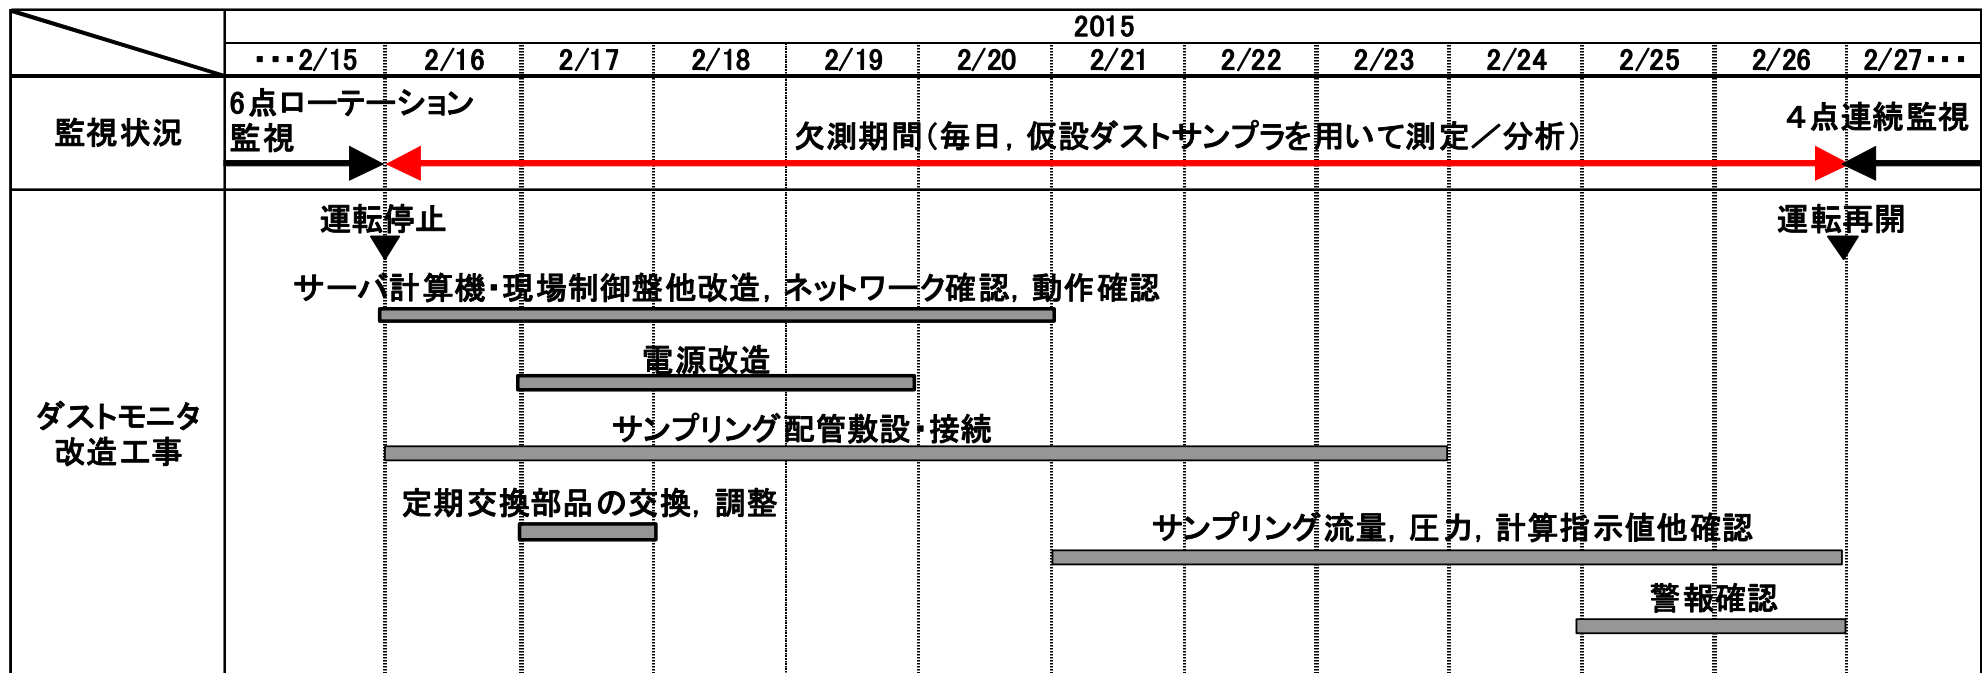 2015
・・・2/15 2/16 2/17 2/18 2/19 2/20 2/21 2/22 2/23 2/24 2/25 2/26 2/27・・・
監視状況
6点ローテーション
監視
欠測期間(毎日，仮設ダストサンプラを用いて測定／分析)
４点連続監視
運転停止
運転再開
サーバ計算機・現場制御盤他改造，ネットワーク確認，動作確認
電源改造
ダストモニタ
改造工事
サンプリング配管敷設・接続
定期交換部品の交換，調整
サンプリング流量，圧力，計算指示値他確認
警報確認